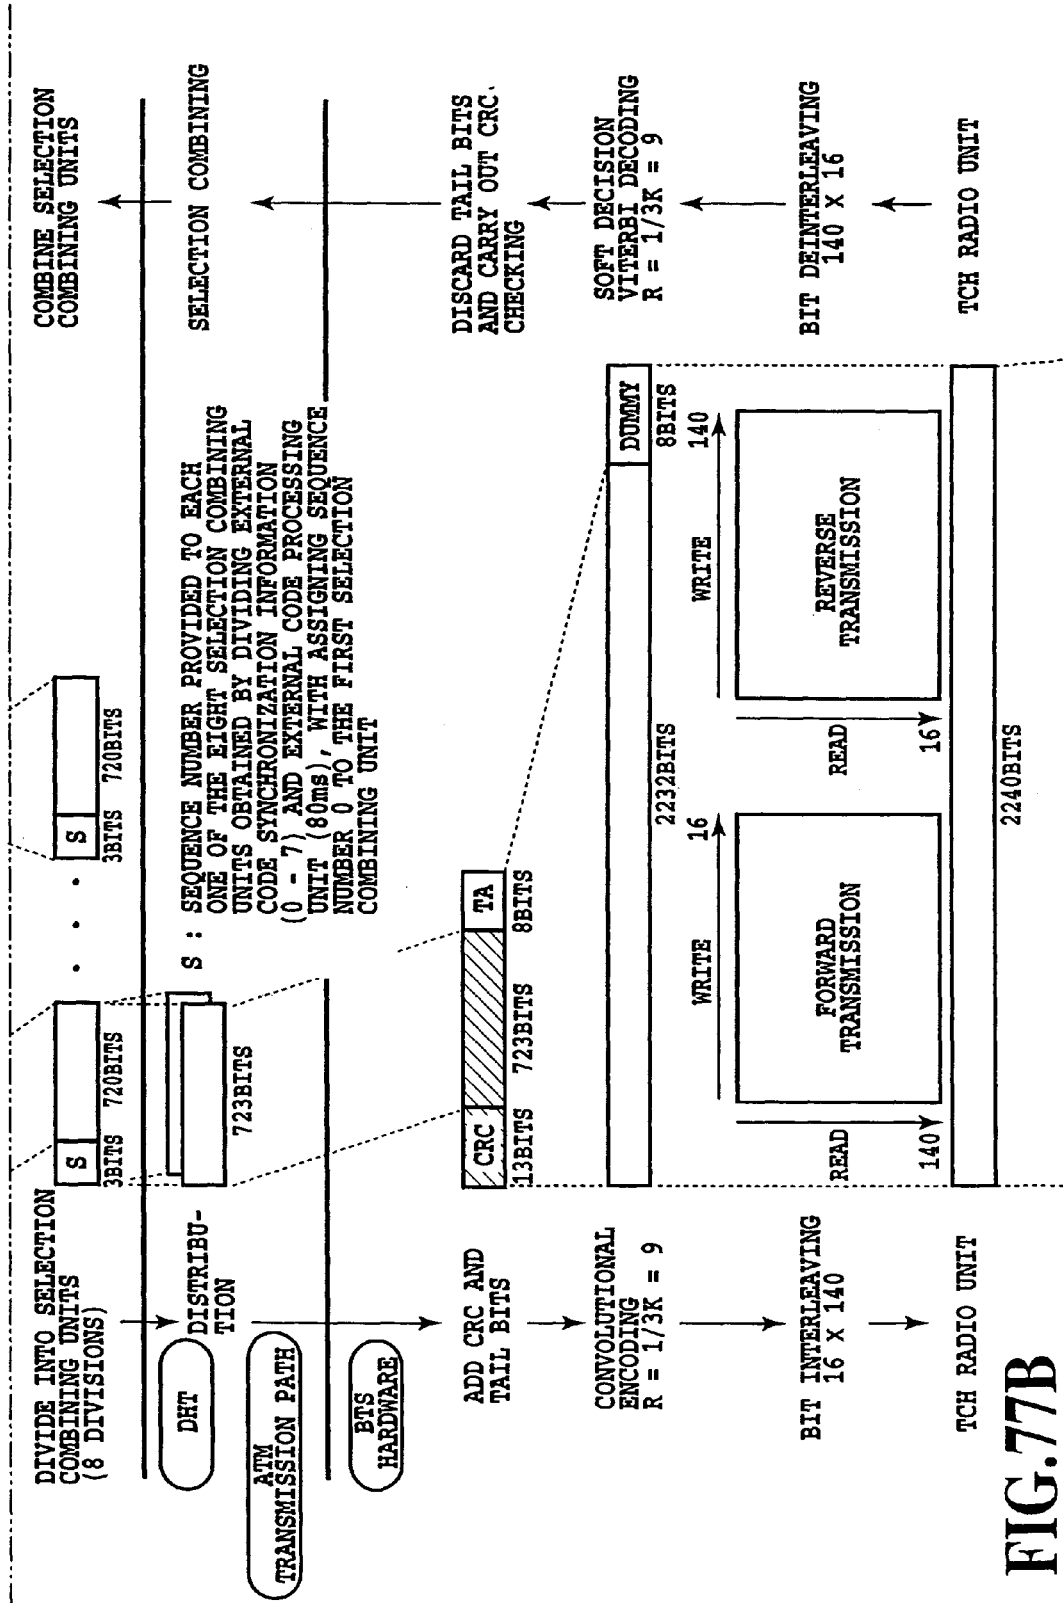 DIVIDE INTO SELECTION
COMBINING UNITS
(8 DIVISIONS)
S
3BITS
720BITS
. . .
S
3BITS
720BITS
COMBINE SELECTION
COMBINING UNITS
DHT
DISTRIBU-
TION
723BITS
S : SEQUENCE NUMBER PROVIDED TO EACH
ONE OF THE EIGHT SELECTION COMBINING
UNITS OBTAINED BY DIVIDING EXTERNAL
CODE SYNCHRONIZATION INFORMATION
(0 - 7) AND EXTERNAL CODE PROCESSING
UNIT (80ms), WITH ASSIGNING SEQUENCE
NUMBER 0 TO THE FIRST SELECTION
COMBINING UNIT
SELECTION COMBINING
ATM
TRANSMISSION PATH
BTS
HARDWARE
ADD CRC AND
TAIL BITS
CRC
TA
13BITS
723BITS
8BITS
DISCARD TAIL BITS
AND CARRY OUT CRC
CHECKING
CONVOLUTIONAL
ENCODING
R = 1/3K = 9
DUMMY
2232BITS
8BITS
SOFT DECISION
VITERBI DECODING
R = 1/3K = 9
BIT INTERLEAVING
16 X 140
WRITE
16
READ
140
FORWARD
TRANSMISSION
WRITE
140
READ
16
REVERSE
TRANSMISSION
BIT DEINTERLEAVING
140 X 16
TCH RADIO UNIT
2240BITS
TCH RADIO UNIT
FIG.77B